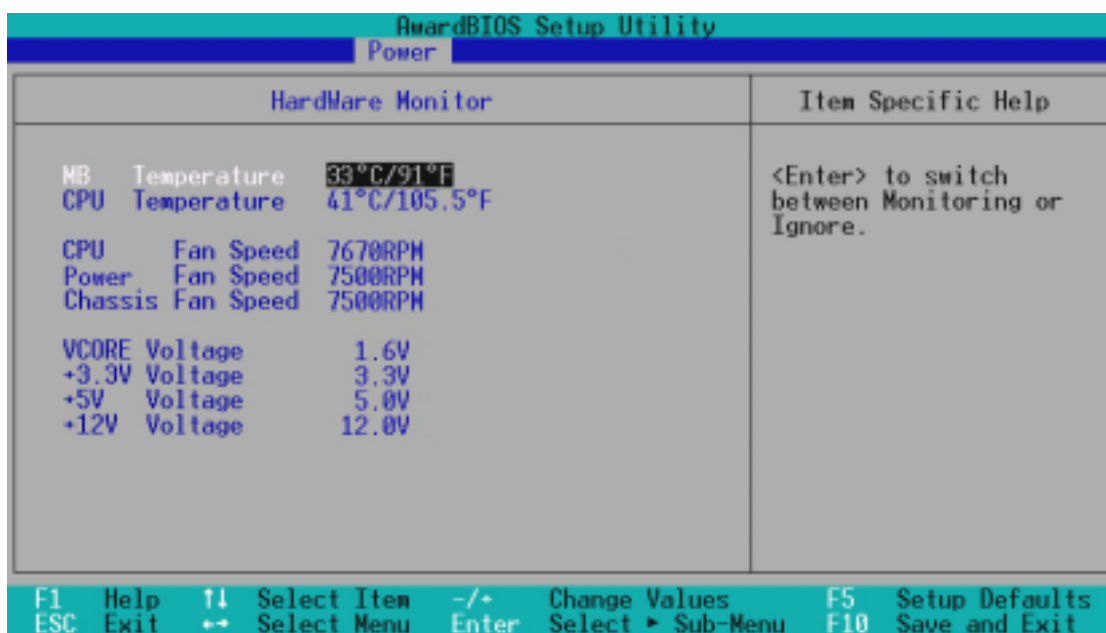 AwardBIOS Setup Utility
Power
HardWare Monitor
Item Specific Help
MB Temperature 33°C/91°F
CPU Temperature 41°C/105.5°F
CPU Fan Speed 7670RPM
Power Fan Speed 7500RPM
Chassis Fan Speed 7500RPM
VCORE Voltage 1.6V
+3.3V Voltage 3.3V
+5V Voltage 5.0V
+12V Voltage 12.0V
<Enter> to switch
between Monitoring or
Ignore.
F1 Help ↑↓ Select Item -/+ Change Values F5 Setup Defaults
ESC Exit ←→ Select Menu Enter Select ► Sub-Menu F10 Save and Exit